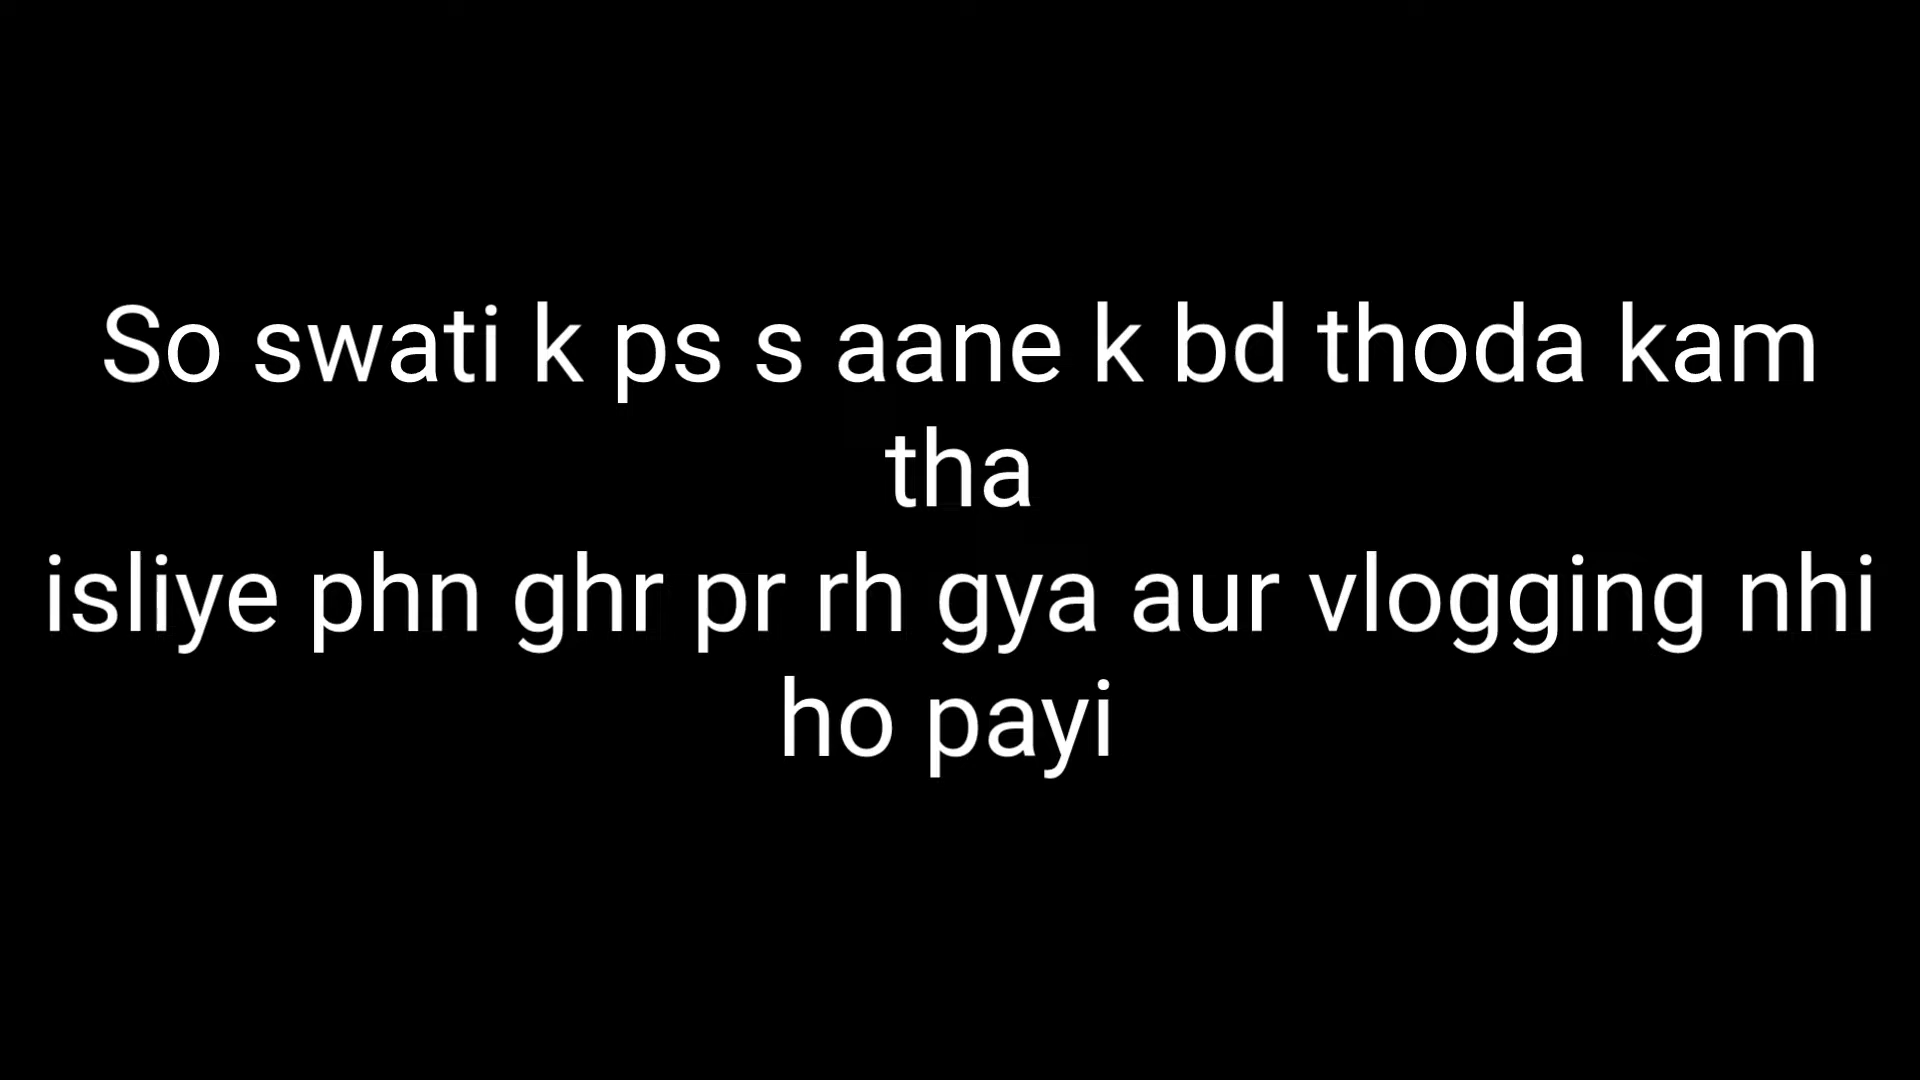 So swati k ps s aane k bd thoda kam
tha
isliye phn ghr pr rh gya aur vlogging nhi
ho payi